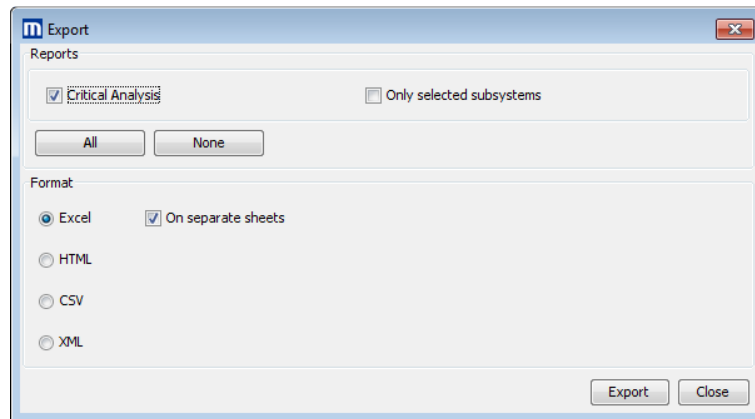 m Export
Reports
Critical Analysis Only selected subsystems
All None
Format
Excel On separate sheets
HTML
CSV
XML
Export Close